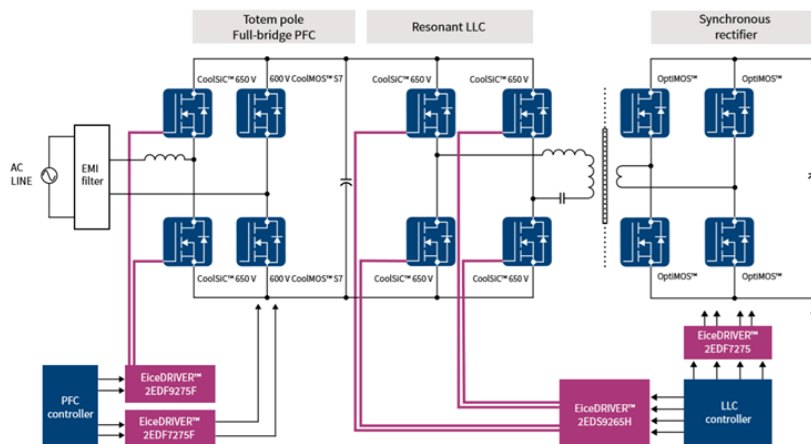 Totem pole
Full-bridge PFC
Resonant LLC
Synchronous
rectifier
CoolSiC™ 650 V
600 V CoolMOS™ S7
CoolSiC™ 650 V
CoolSiC™ 650 V
OptiMOS™
OptiMOS™
AC
LINE
EMI
filter
CoolSiC™ 650 V
600 V CoolMOS™ S7
CoolSiC™ 650 V
CoolSiC™ 650 V
OptiMOS™
OptiMOS™
PFC
controller
EiceDRIVER™
2EDF9275F
EiceDRIVER™
2EDF7275F
EiceDRIVER™
2EDS9265H
EiceDRIVER™
2EDF7275
LLC
controller